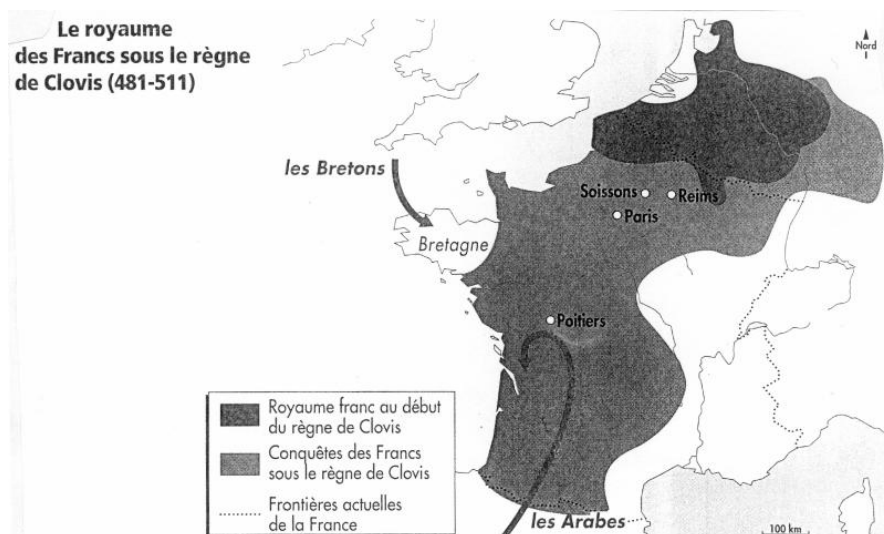 Le royaume
des Francs sous le règne
de Clovis (481-511)
Nord
les Bretons
Bretagne
Soissons
Reims
Paris
Poitiers
Royaume franc au début
du règne de Clovis
Conquêtes des Francs
sous le règne de Clovis
Frontières actuelles
de la France
les Arabes
100 km